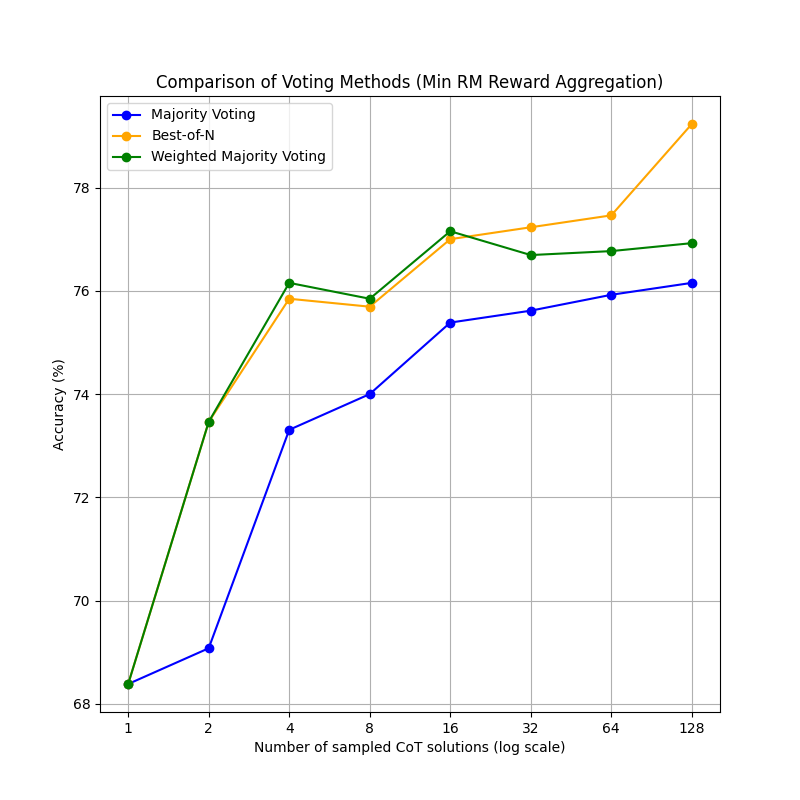 Comparison of Voting Methods (Min RM Reward Aggregation)
Majority Voting
Best-of-N
Weighted Majority Voting
Accuracy (%)
78
76
74
72
70
68
1 2 4 8 16 32 64 128
Number of sampled CoT solutions (log scale)